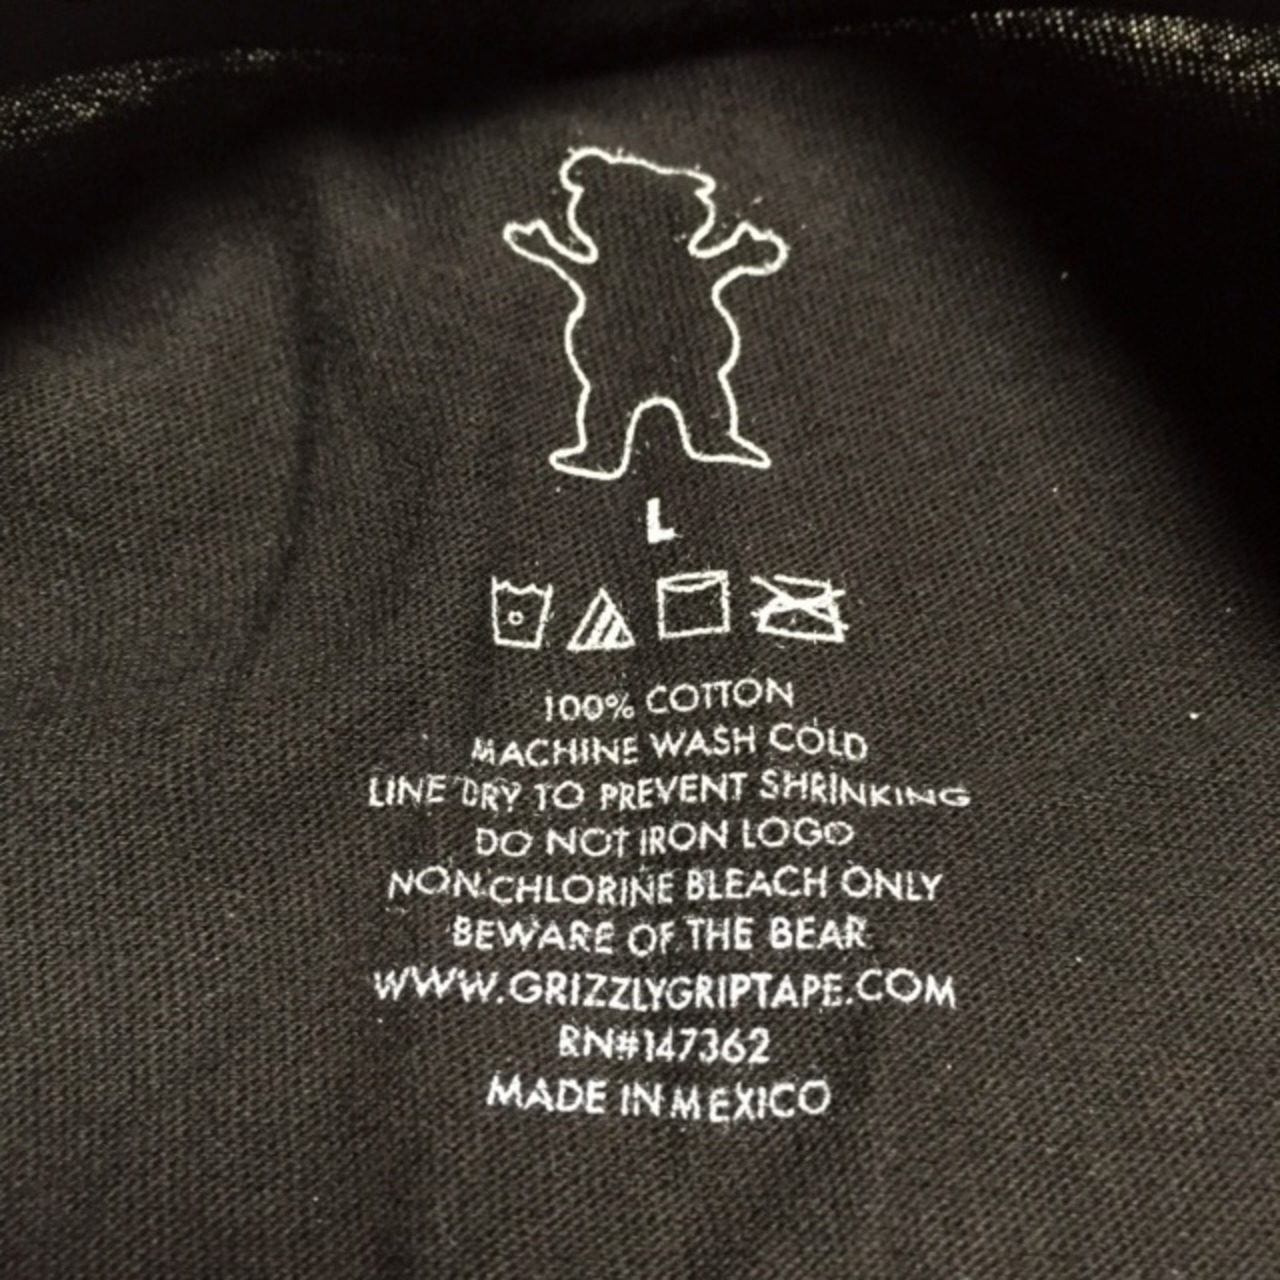 L
100% COTTON
MACHINE WASH COLD
LINE DRY TO PREVENT SHRINKING
DO NOT IRON LOGO
NON-CHLORINE BLEACH ONLY
BEWARE OF THE BEAR
WWW.GRIZZLYGRIPTAPE.COM
RN#147362
MADE IN MEXICO